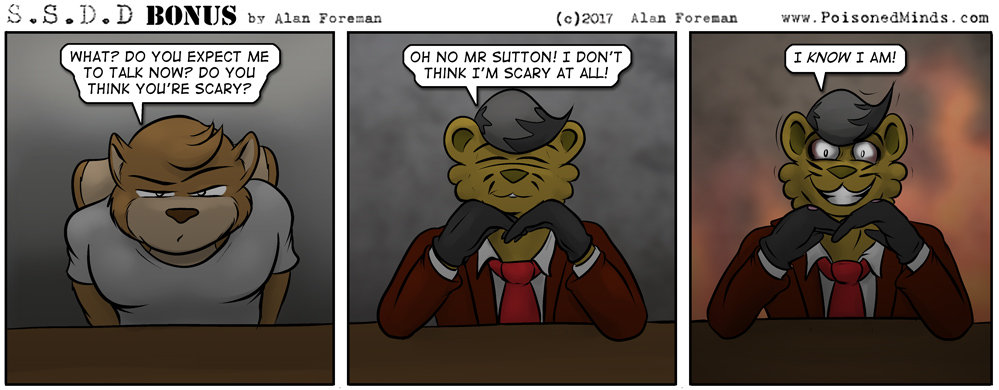 S.S.D.D BONUS by Alan Foreman (c)2017 Alan Foreman www.PoisonedMinds.com
WHAT? DO YOU EXPECT ME
TO TALK NOW? DO YOU
THINK YOU'RE SCARY?
OH NO MR SUTTON! I DON'T
THINK I'M SCARY AT ALL!
I KNOW I AM!